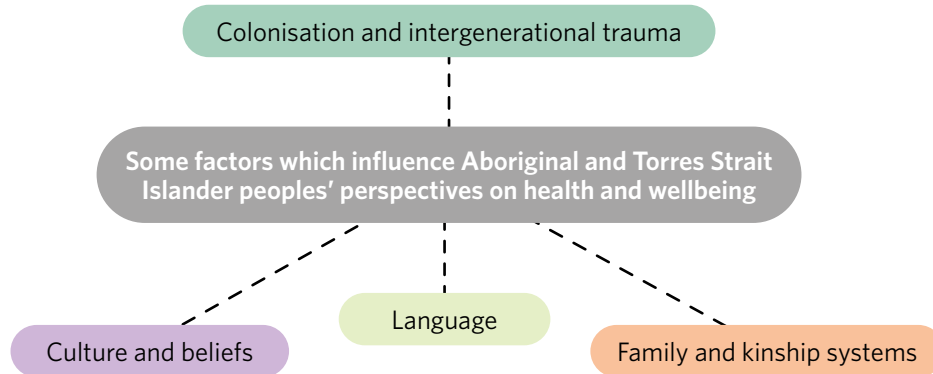 Colonisation and intergenerational trauma
Some factors which influence Aboriginal and Torres Strait
Islander peoples’ perspectives on health and wellbeing
Language
Culture and beliefs
Family and kinship systems